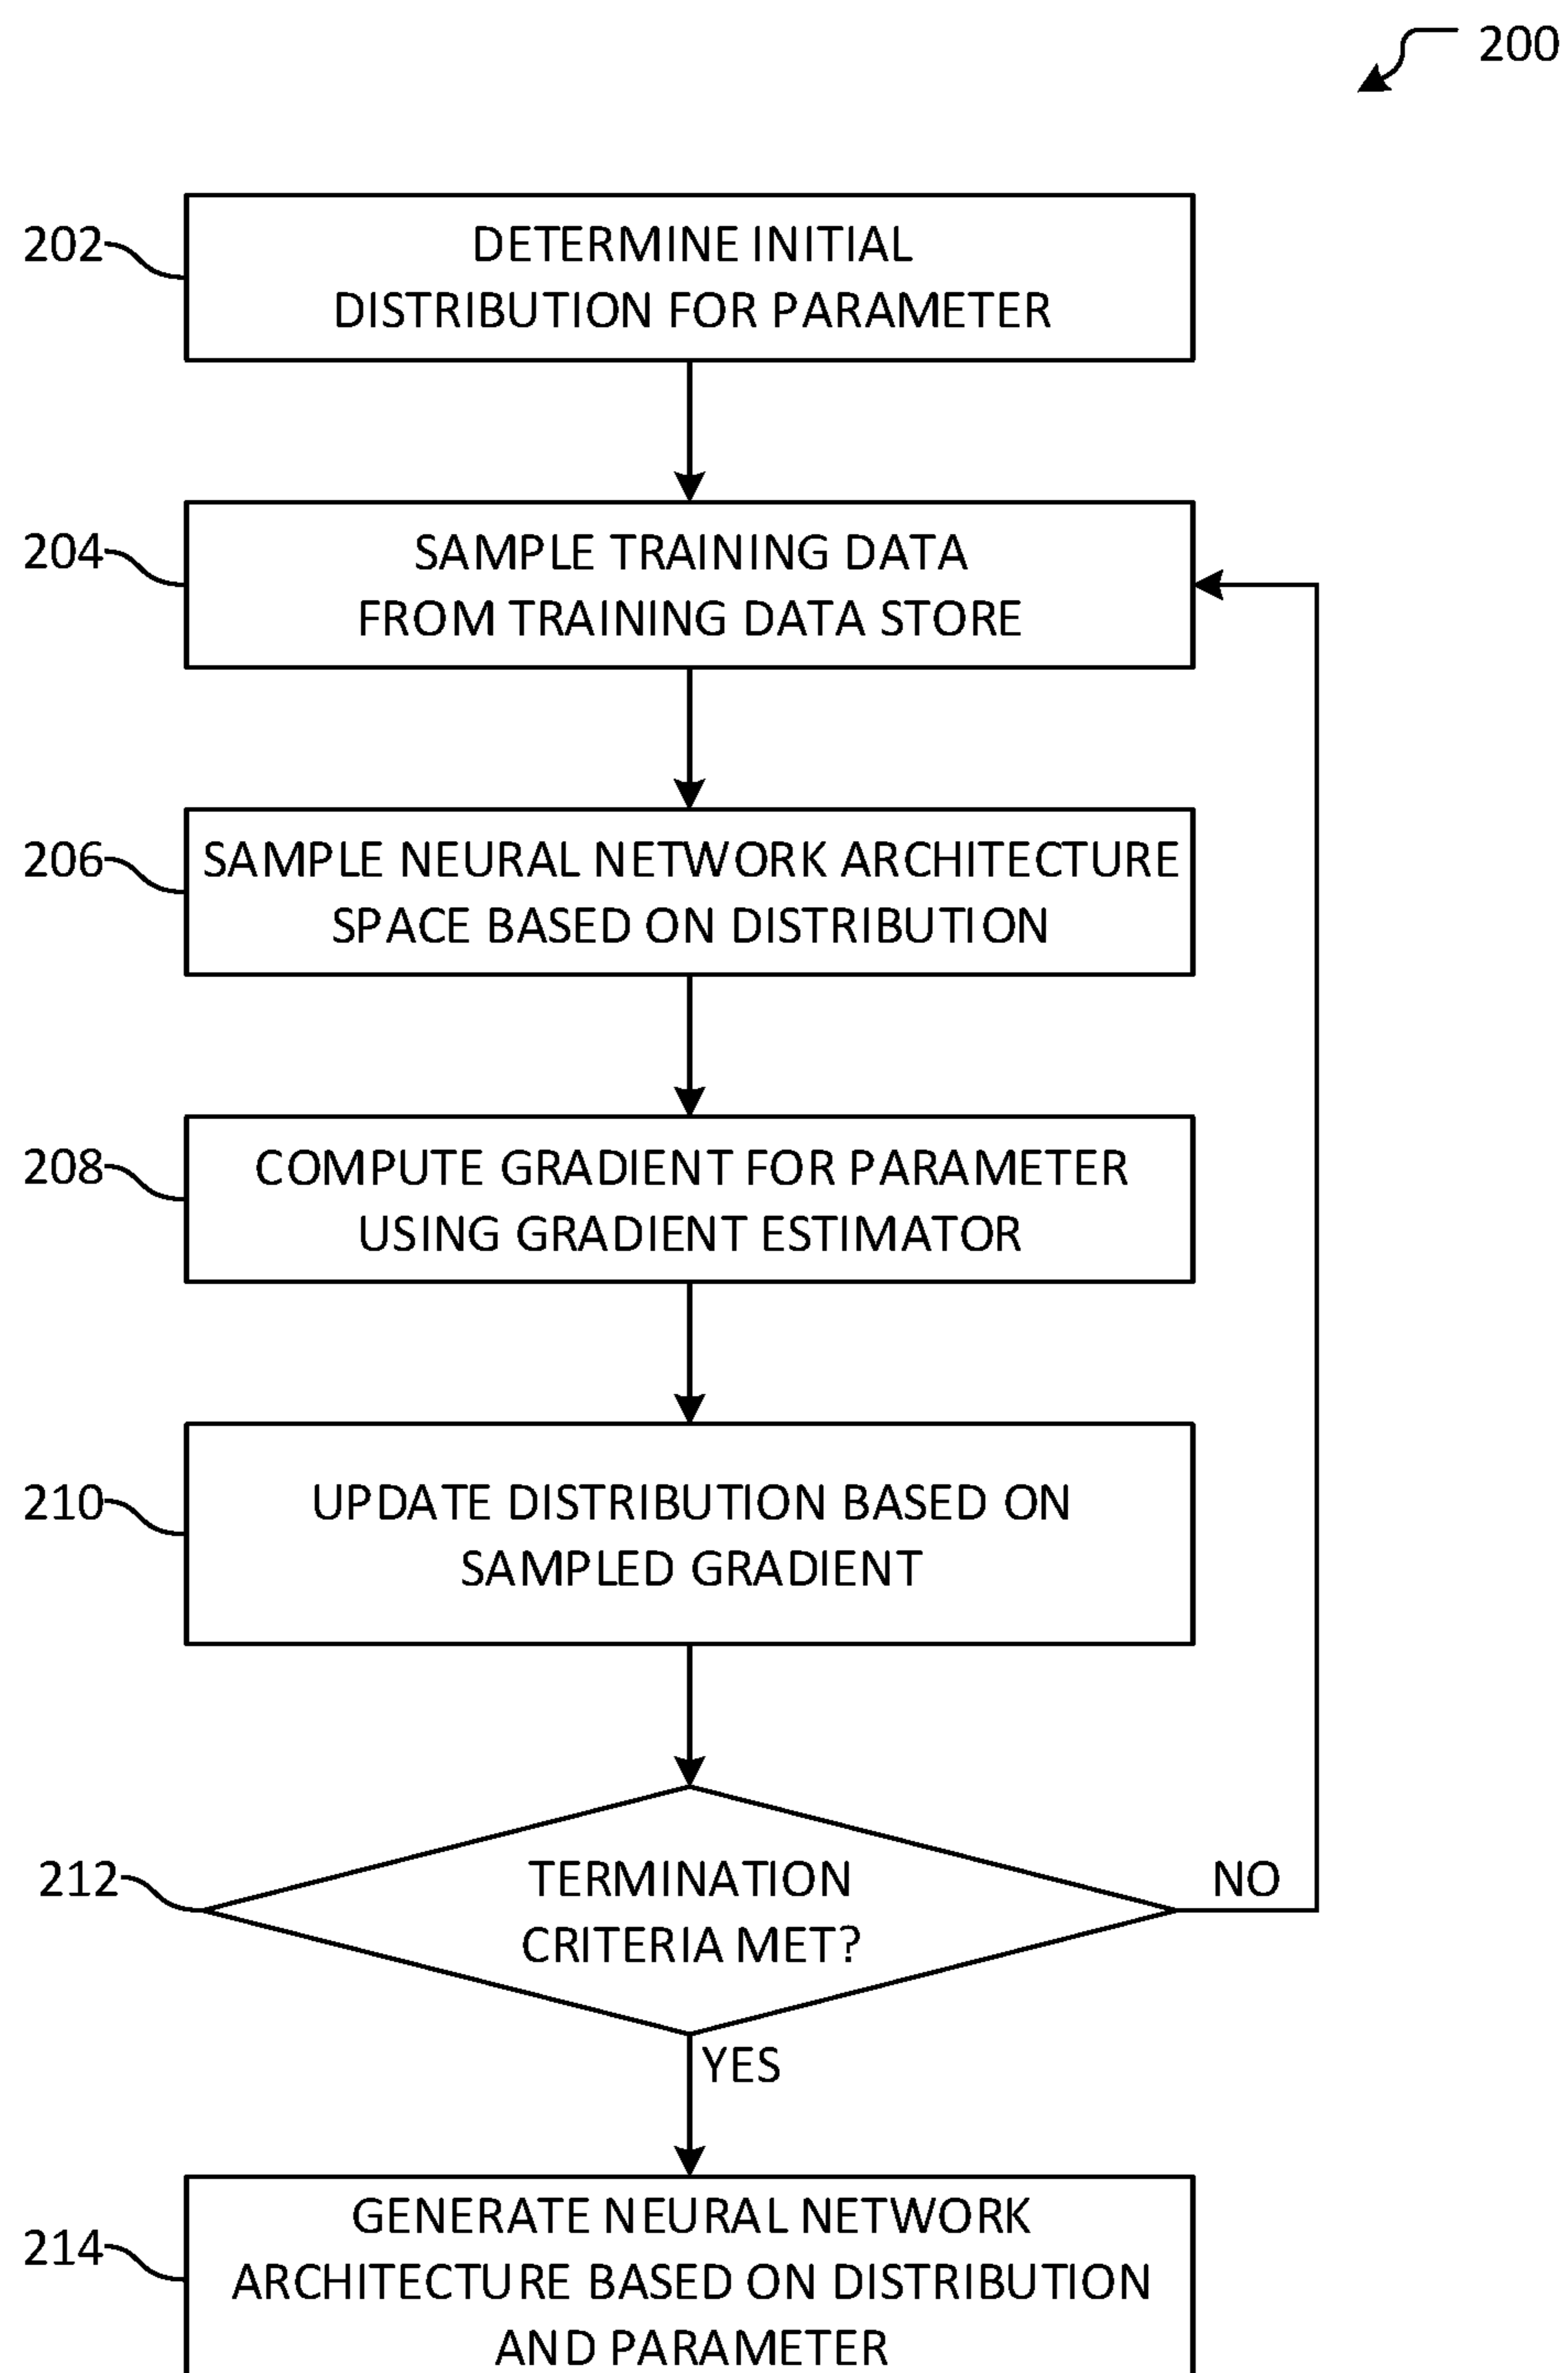 200
202
DETERMINE INITIAL
DISTRIBUTION FOR PARAMETER
204
SAMPLE TRAINING DATA
FROM TRAINING DATA STORE
206
SAMPLE NEURAL NETWORK ARCHITECTURE
SPACE BASED ON DISTRIBUTION
208
COMPUTE GRADIENT FOR PARAMETER
USING GRADIENT ESTIMATOR
210
UPDATE DISTRIBUTION BASED ON
SAMPLED GRADIENT
212
TERMINATION
CRITERIA MET?
NO
YES
214
GENERATE NEURAL NETWORK
ARCHITECTURE BASED ON DISTRIBUTION
AND PARAMETER